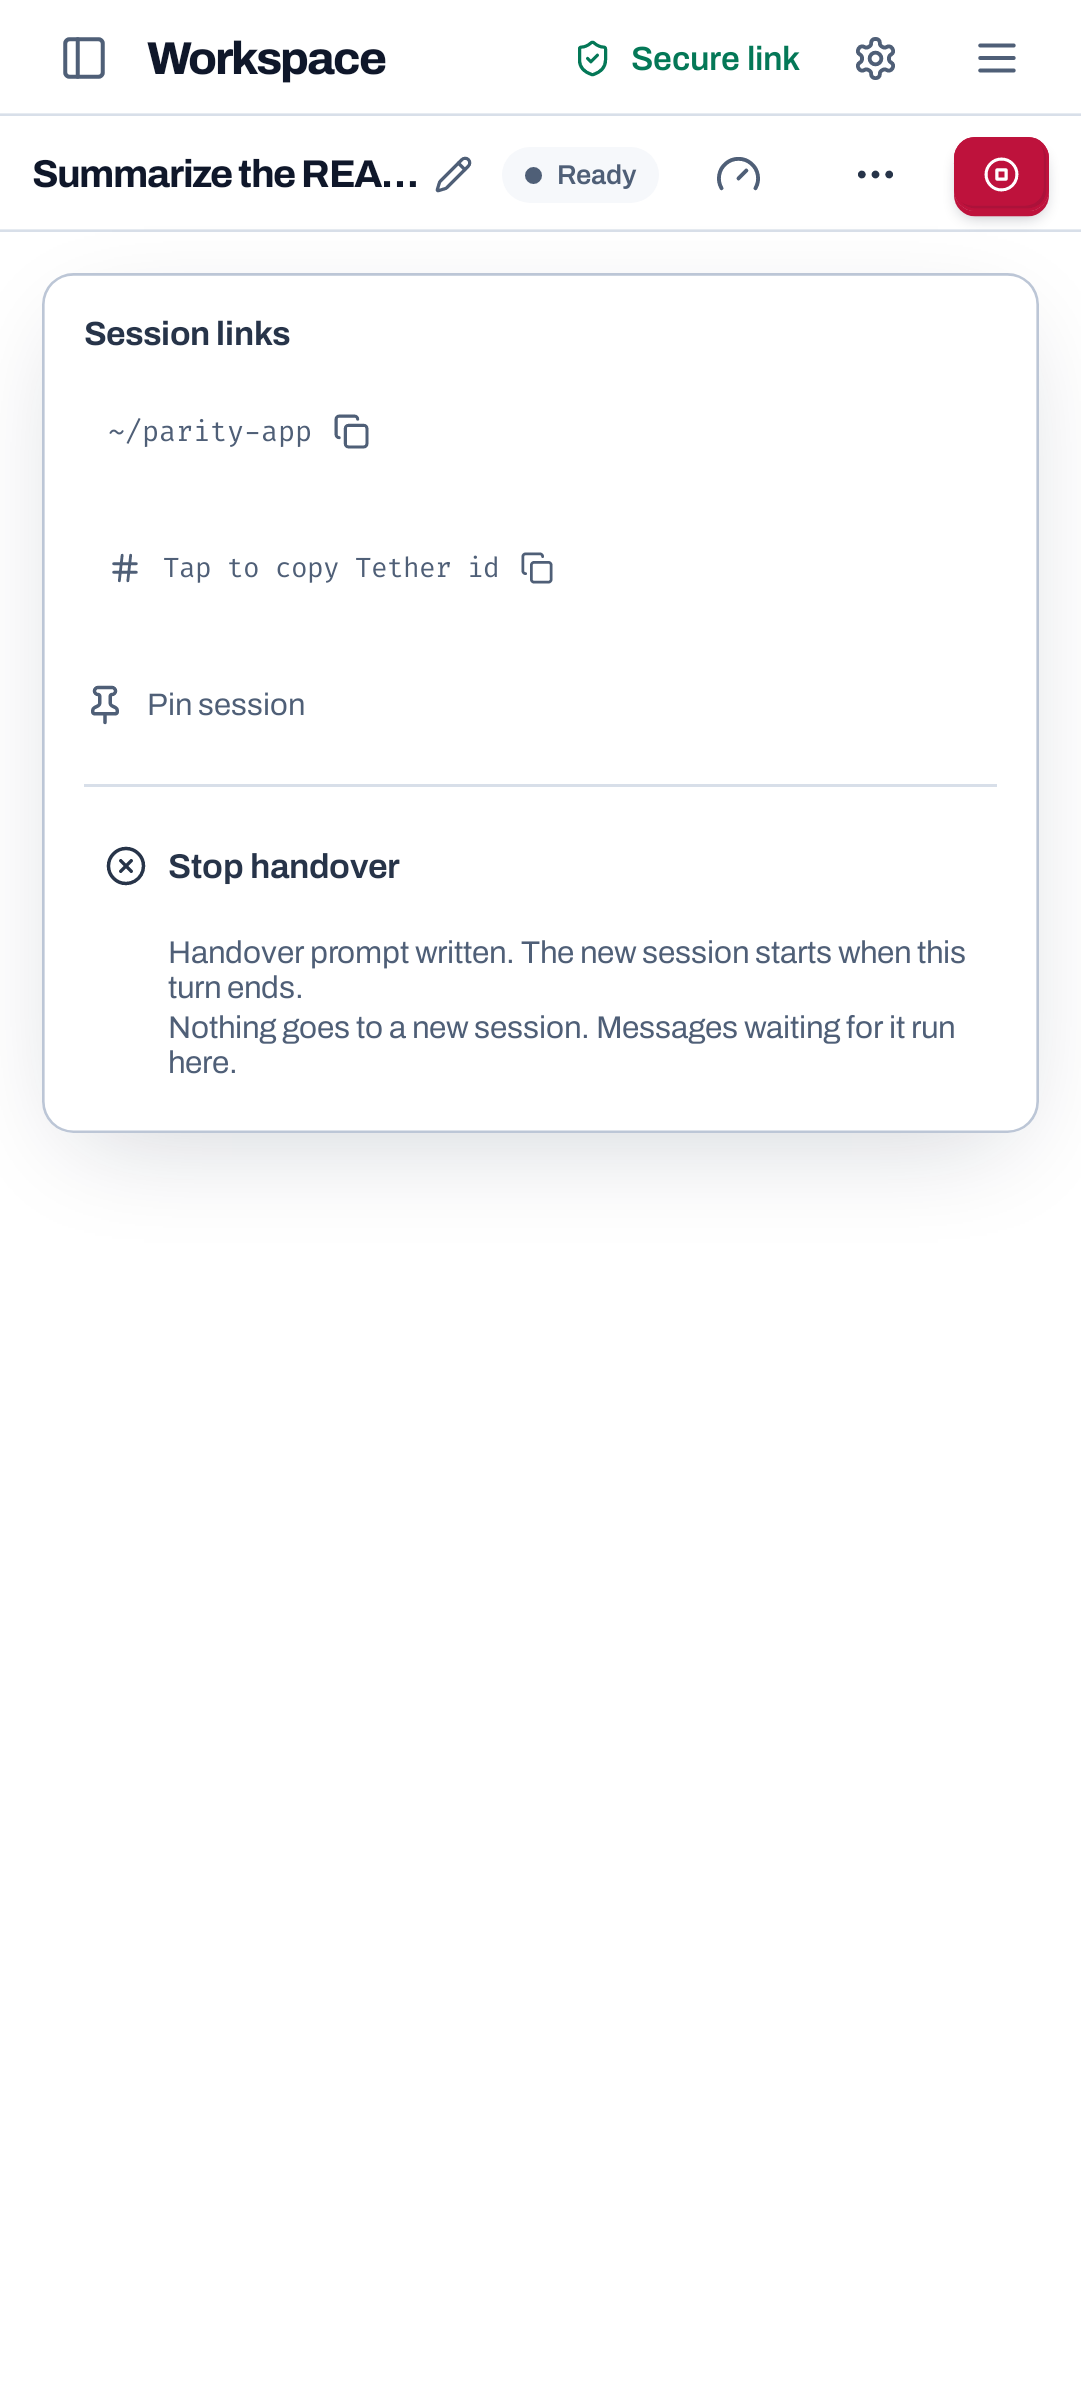 Workspace
Secure link
Summarize the REA...
Ready
Session links
~/parity-app
# Tap to copy Tether id
Pin session
Stop handover
Handover prompt written. The new session starts when this
turn ends.
Nothing goes to a new session. Messages waiting for it run
here.